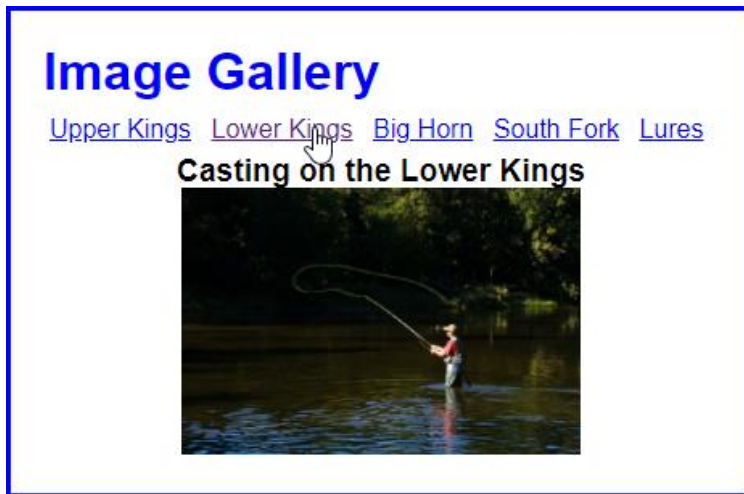 Image Gallery
Upper Kings Lower Kings Big Horn South Fork Lures
Casting on the Lower Kings